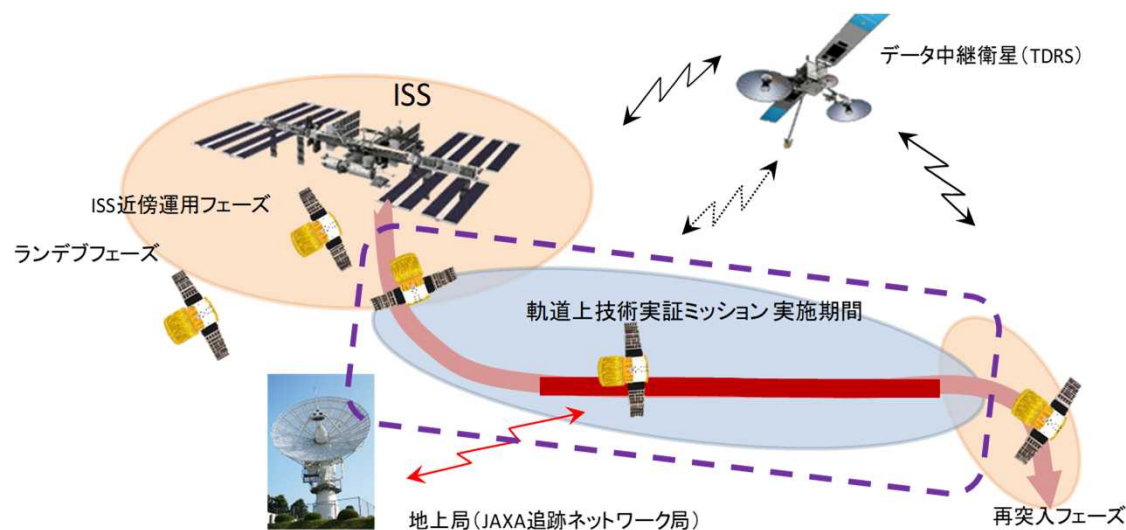 データ中継衛星（TDRS）
ISS
ISS近傍運用フェーズ
ランデブフェーズ
軌道上技術実証ミッション 実施期間
地上局（JAXA追跡ネットワーク局）
再突入フェーズ